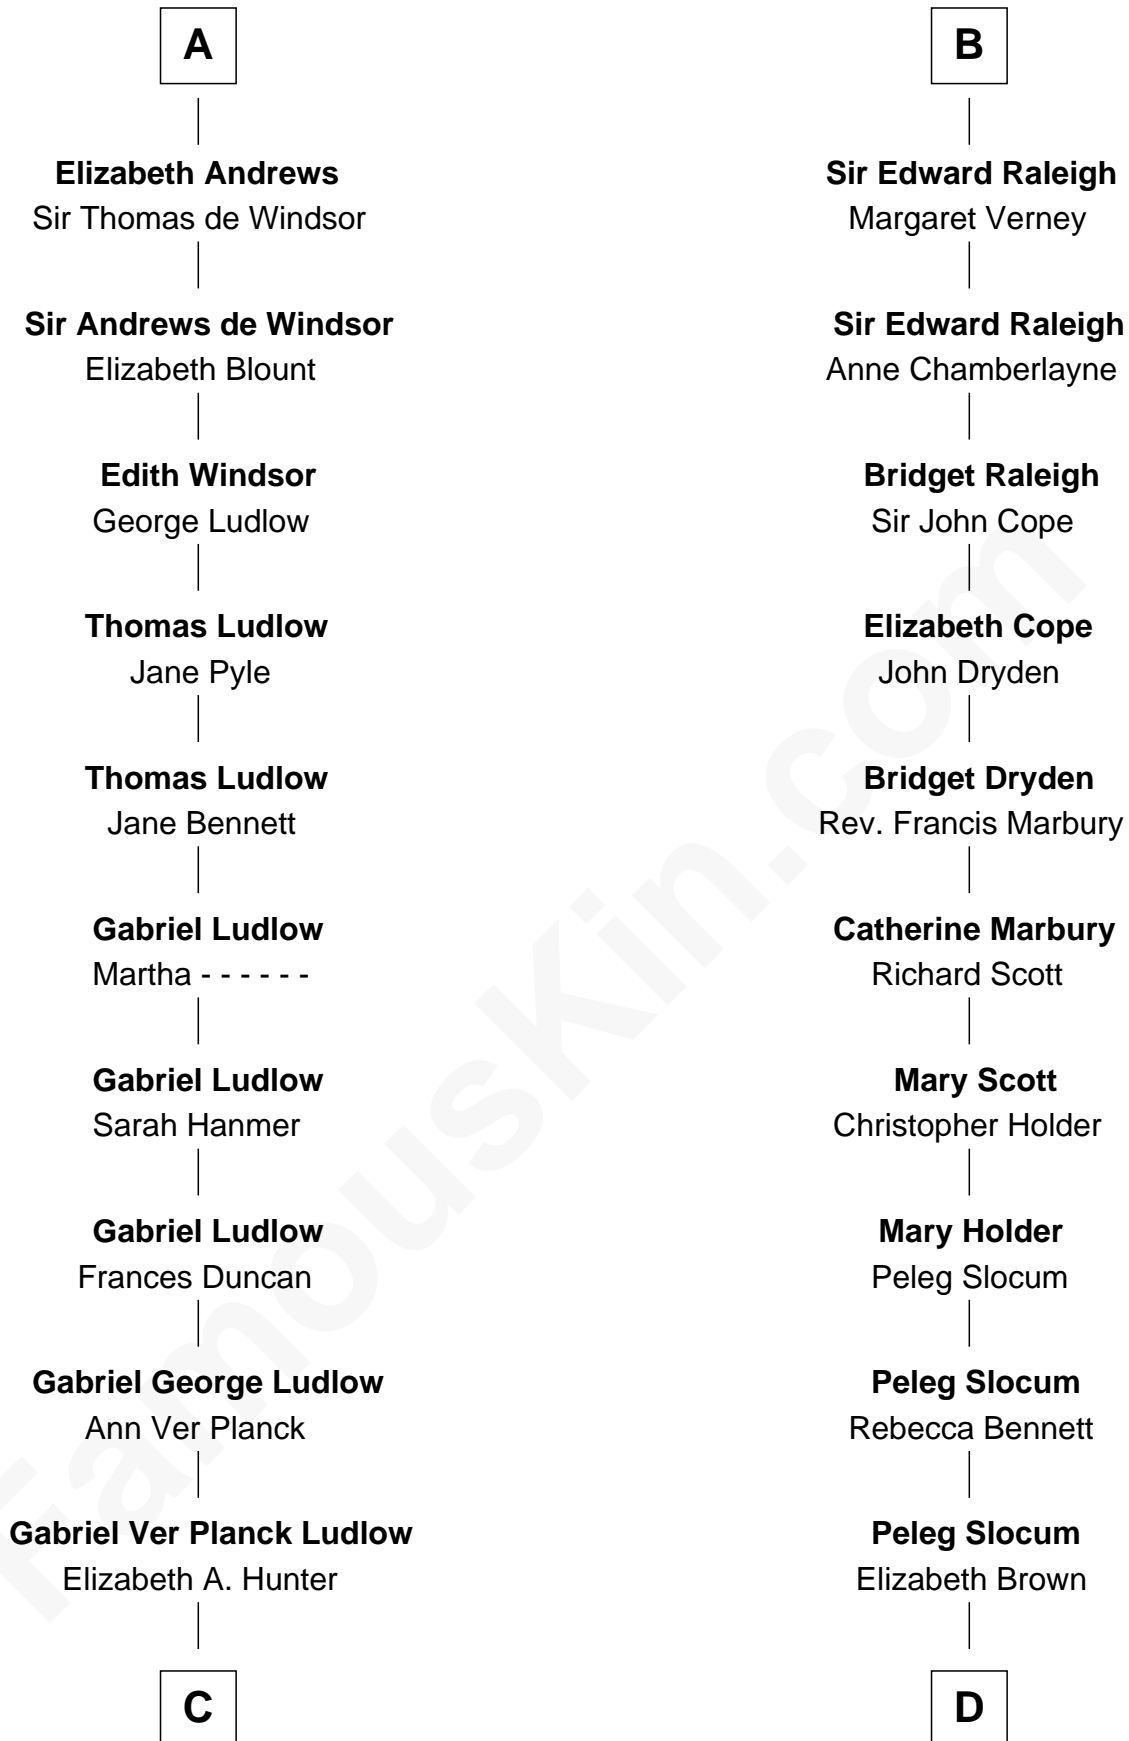 A
Elizabeth Andrews
Sir Thomas de Windsor
Sir Andrews de Windsor
Elizabeth Blount
Edith Windsor
George Ludlow
Thomas Ludlow
Jane Pyle
Thomas Ludlow
Jane Bennett
Gabriel Ludlow
Martha - - - - - -
Gabriel Ludlow
Sarah Hanmer
Gabriel Ludlow
Frances Duncan
Gabriel George Ludlow
Ann Ver Planck
Gabriel Ver Planck Ludlow
Elizabeth A. Hunter
C
B
Sir Edward Raleigh
Margaret Verney
Sir Edward Raleigh
Anne Chamberlayne
Bridget Raleigh
Sir John Cope
Elizabeth Cope
John Dryden
Bridget Dryden
Rev. Francis Marbury
Catherine Marbury
Richard Scott
Mary Scott
Christopher Holder
Mary Holder
Peleg Slocum
Peleg Slocum
Rebecca Bennett
Peleg Slocum
Elizabeth Brown
D
FamousKin.com